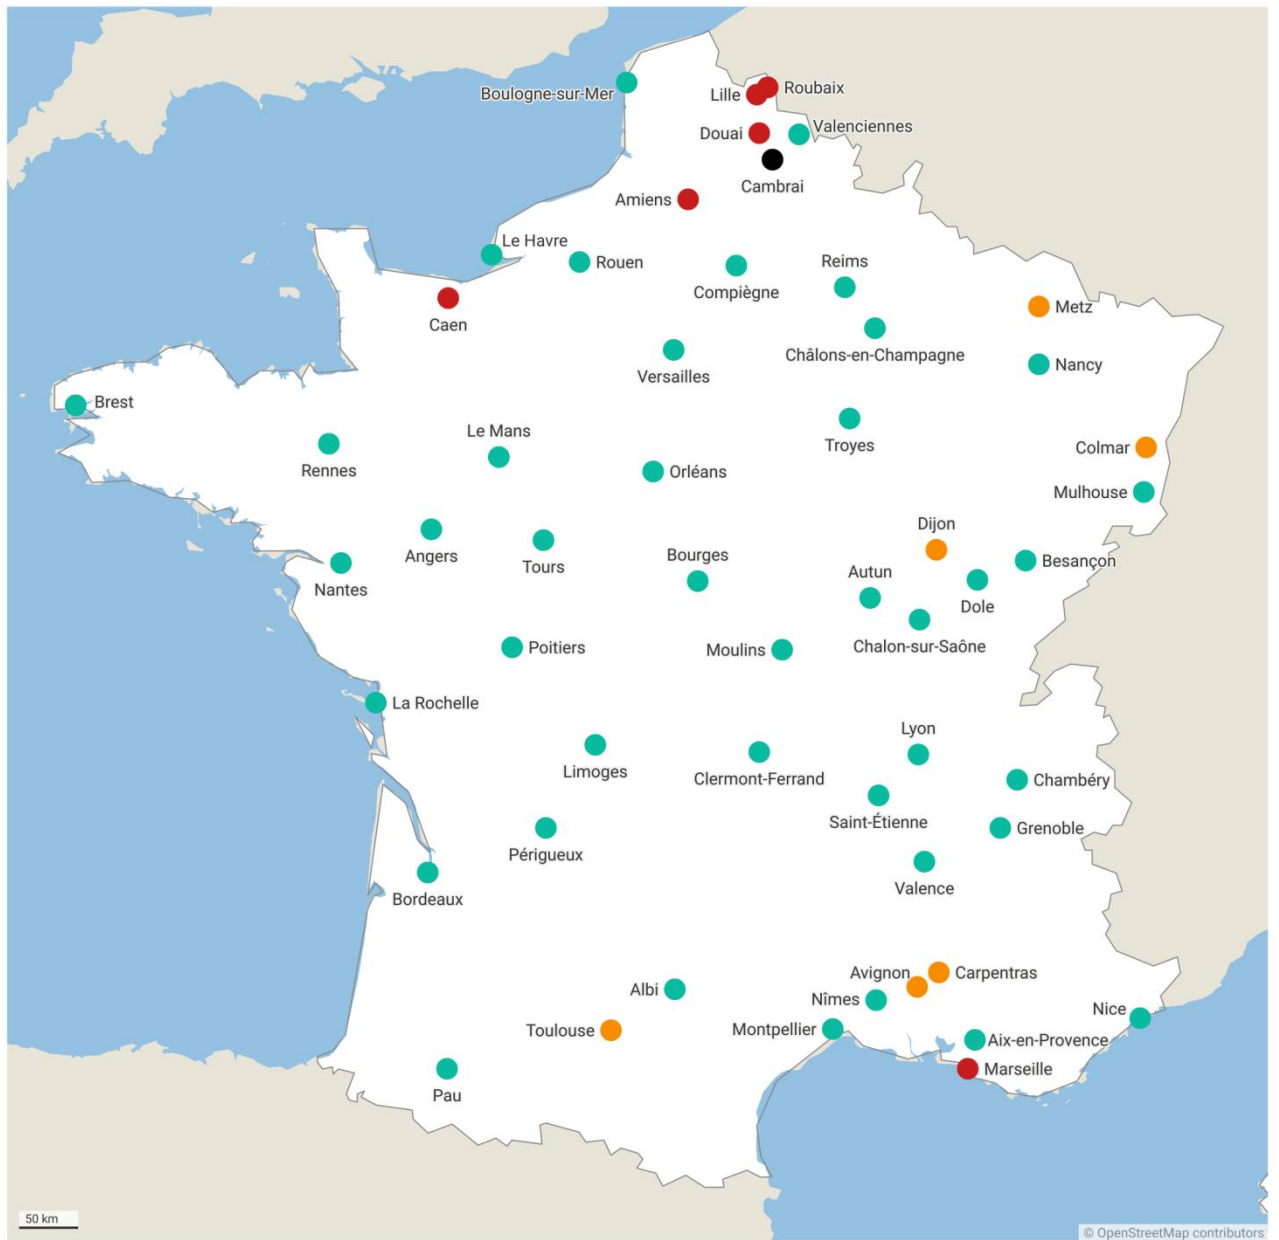 Boulogne-sur-Mer
Lille
Roubaix
Douai
Valenciennes
Cambrai
Amiens
Le Havre
Rouen
Compiègne
Reims
Caen
Metz
Châlons-en-Champagne
Versailles
Nancy
Brest
Le Mans
Troyes
Colmar
Rennes
Orléans
Mulhouse
Dijon
Angers
Tours
Bourges
Besançon
Nantes
Autun
Dole
Poitiers
Moulins
Chalon-sur-Saône
La Rochelle
Lyon
Limoges
Clermont-Ferrand
Chambéry
Saint-Étienne
Grenoble
Périgueux
Valence
Bordeaux
Avignon
Carpentras
Albi
Nîmes
Nice
Toulouse
Montpellier
Aix-en-Provence
Marseille
Pau
50 km
© OpenStreetMap contributors